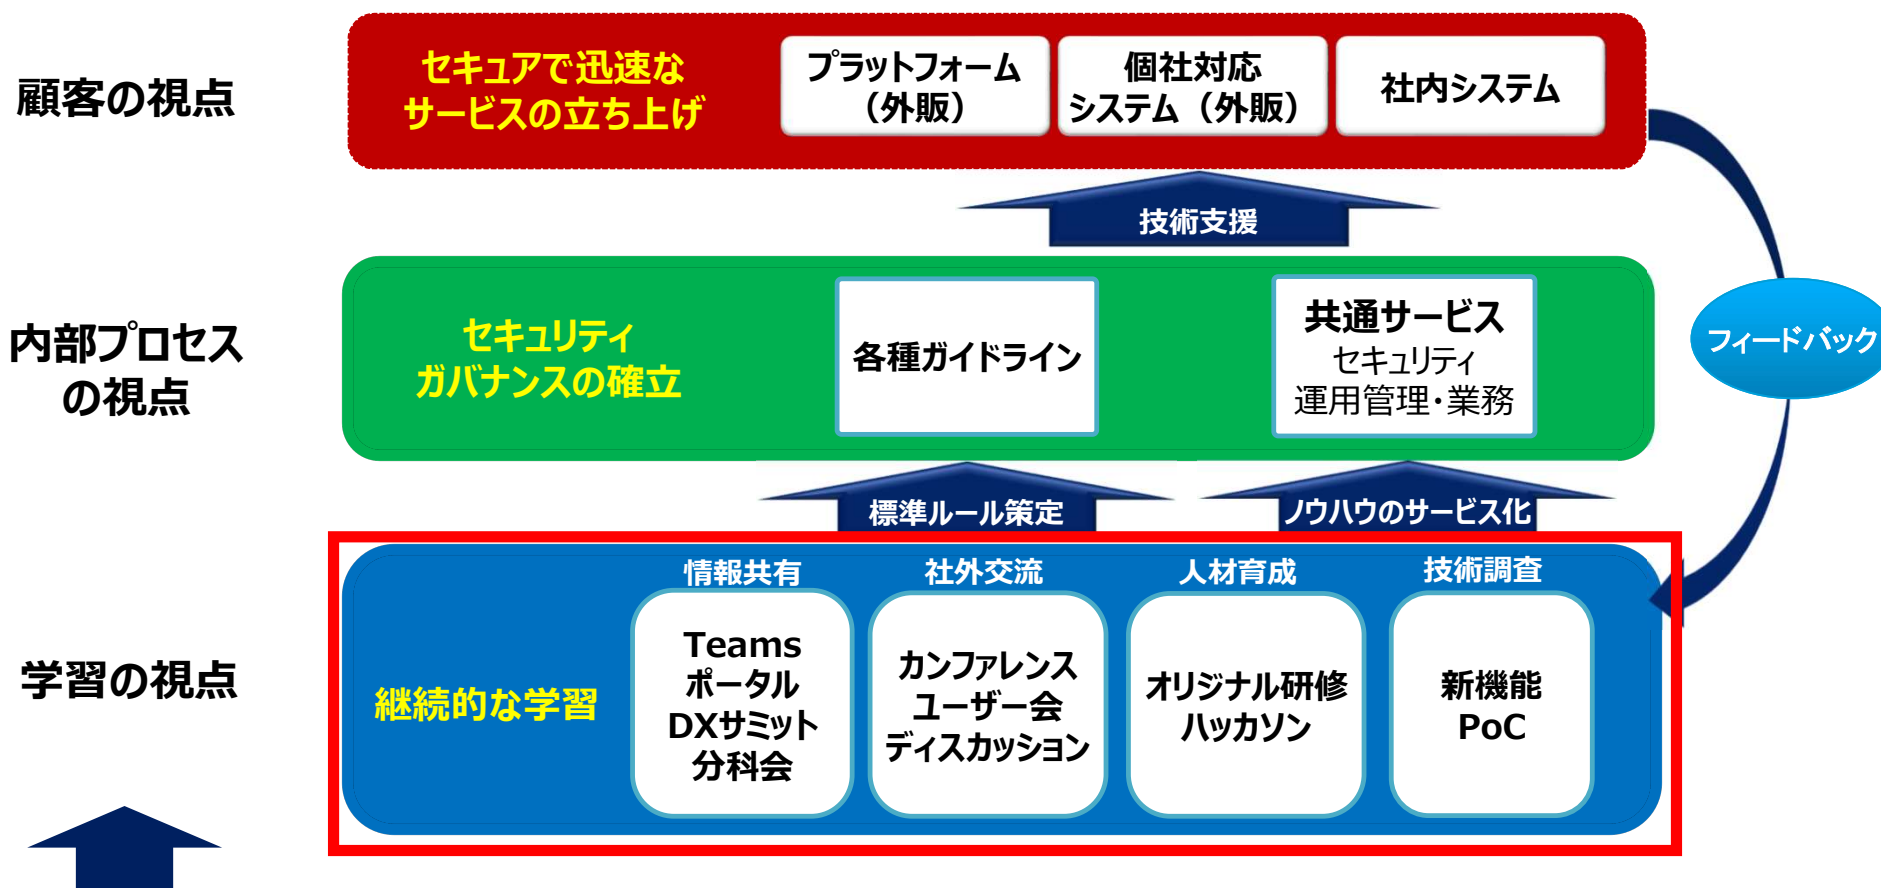 顧客の視点
セキュアで迅速な
サービスの立ち上げ
プラットフォーム
（外販）
個社対応
システム（外販）
社内システム
技術支援
内部プロセス
の視点
セキュリティ
ガバナンスの確立
各種ガイドライン
共通サービス
セキュリティ
運用管理・業務
フィードバック
標準ルール策定
ノウハウのサービス化
学習の視点
継続的な学習
情報共有
Teams
ポータル
DXサミット
分科会
社外交流
カンファレンス
ユーザー会
ディスカッション
人材育成
オリジナル研修
ハッカソン
技術調査
新機能
PoC